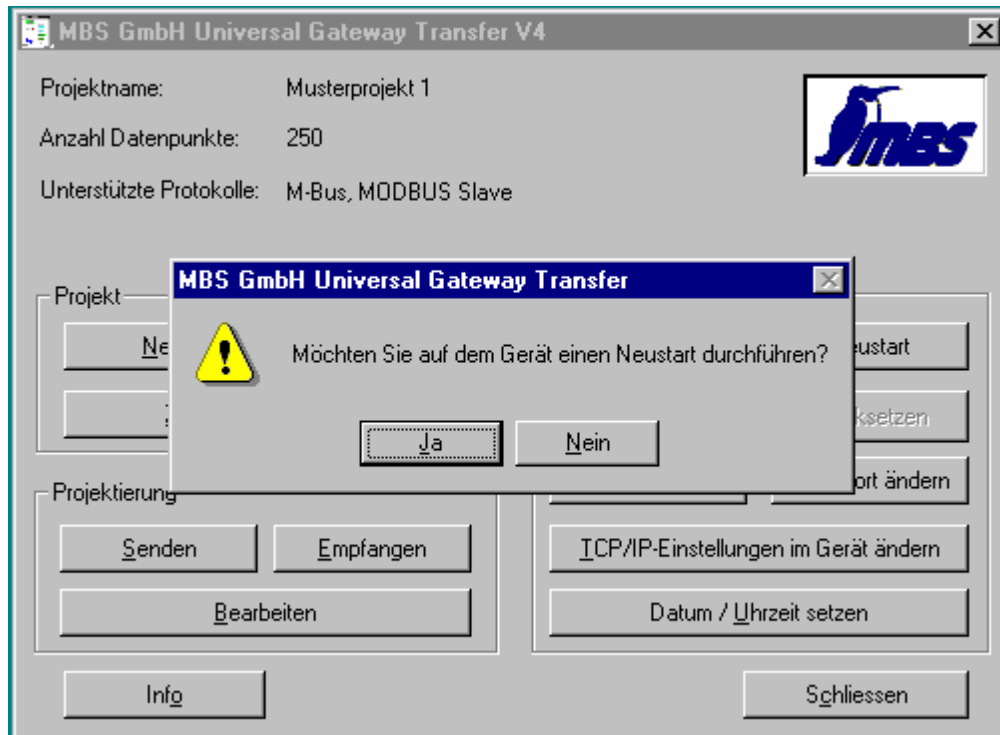 MBS GmbH Universal Gateway Transfer V4
Projektname: Musterprojekt 1
Anzahl Datenpunkte: 250
Unterstützte Protokolle: M-Bus, MODBUS Slave
mBS
MBS GmbH Universal Gateway Transfer
Möchten Sie auf dem Gerät einen Neustart durchführen?
Ja Nein
Projekt
Projektierung
Senden Empfangen
Bearbeiten
ort ändern
TCP/IP-Einstellungen im Gerät ändern
Datum / Uhrzeit setzen
Info
Schliessen